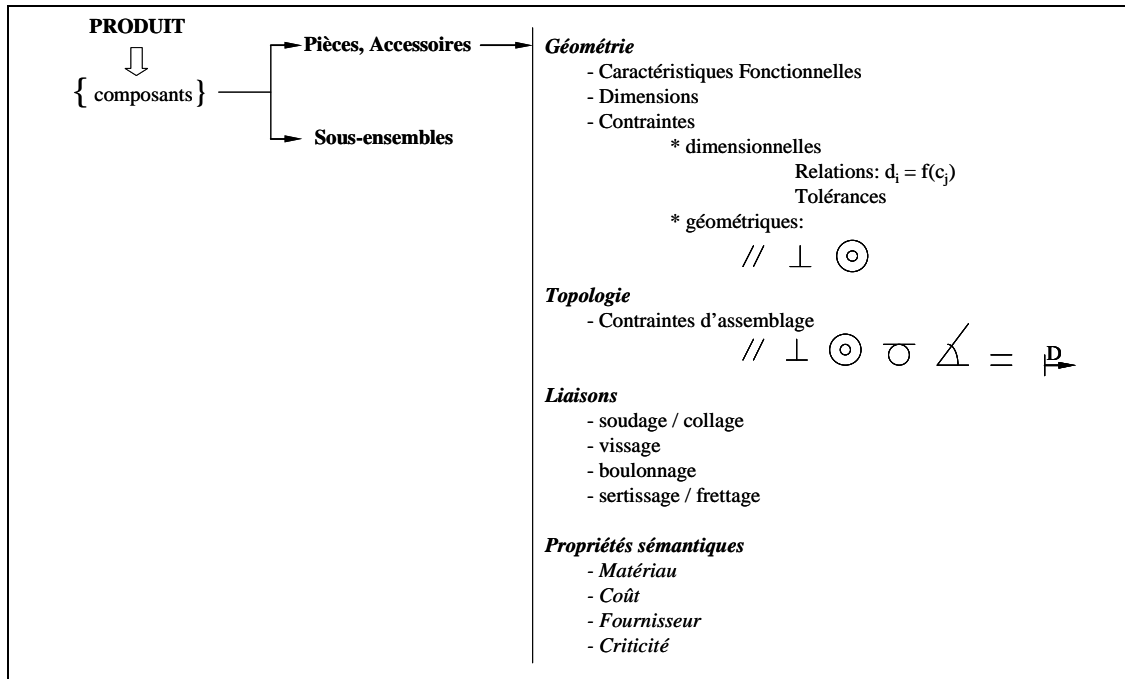 PRODUIT
{ composants }
Pièces, Accessoires
Sous-ensembles
Géométrie
- Caractéristiques Fonctionnelles
- Dimensions
- Contraintes
* dimensionnelles
Relations: dᵢ = f(cⱼ)
Tolérances
* géométriques:
// ⊥ ◎
Topologie
- Contraintes d’assemblage
// ⊥ ◎ = D
Liaisons
- soudage / collage
- vissage
- boulonnage
- sertissage / frettage
Propriétés sémantiques
- Matériau
- Coût
- Fournisseur
- Criticité